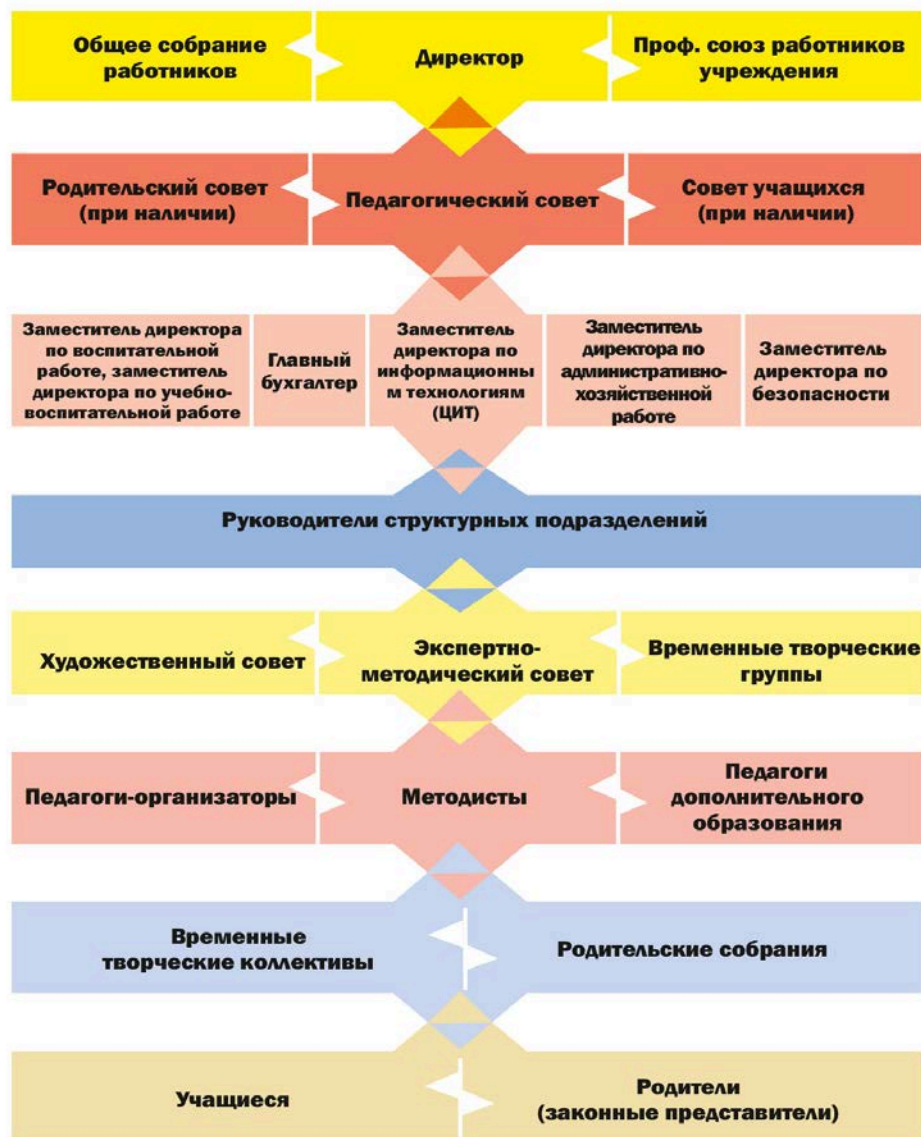 Общее собрание
работников
Директор
Проф. союз работников
учреждения
Родительский совет
(при наличии)
Педагогический совет
Совет учащихся
(при наличии)
Заместитель директора
по воспитательной
работе, заместитель
директора по учебно-
воспитательной работе
Главный
бухгалтер
Заместитель
директора по
информационны
м технологиям
(ЦИТ)
Заместитель
директора по
административно-
хозяйственной
работе
Заместитель
директора по
безопасности
Руководители структурных подразделений
Художественный совет
Экспертно-
методический совет
Временные творческие
группы
Педагоги-организаторы
Методисты
Педагоги
дополнительного
образования
Временные
творческие коллективы
Родительские собрания
Учащиеся
Родители
(законные представители)